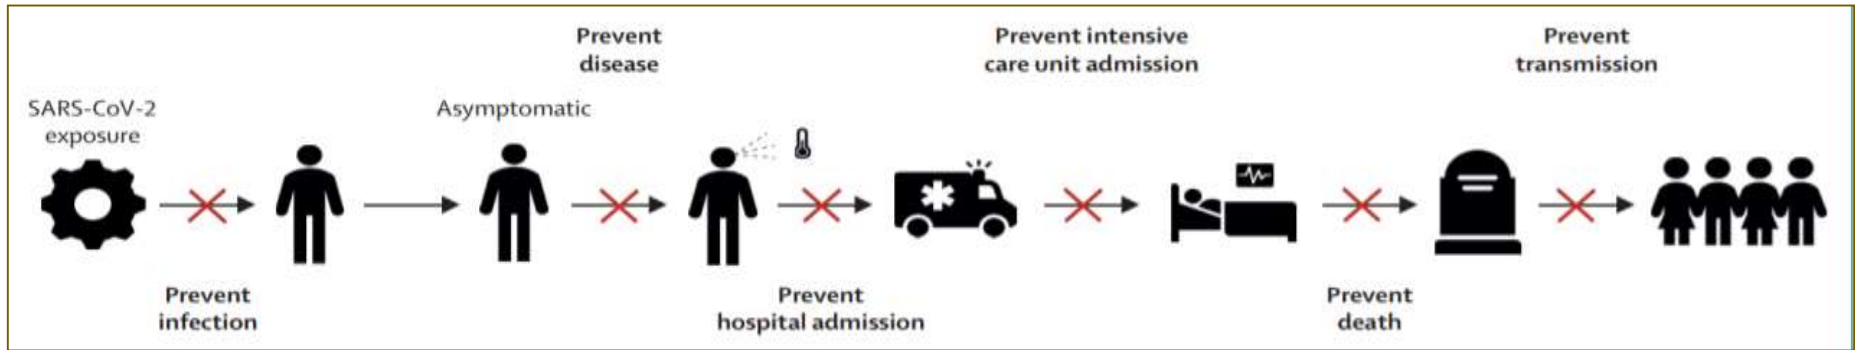 Prevent
disease
Prevent intensive
care unit admission
Prevent
transmission
SARS-CoV-2
exposure
Asymptomatic
Prevent
infection
Prevent
hospital admission
Prevent
death